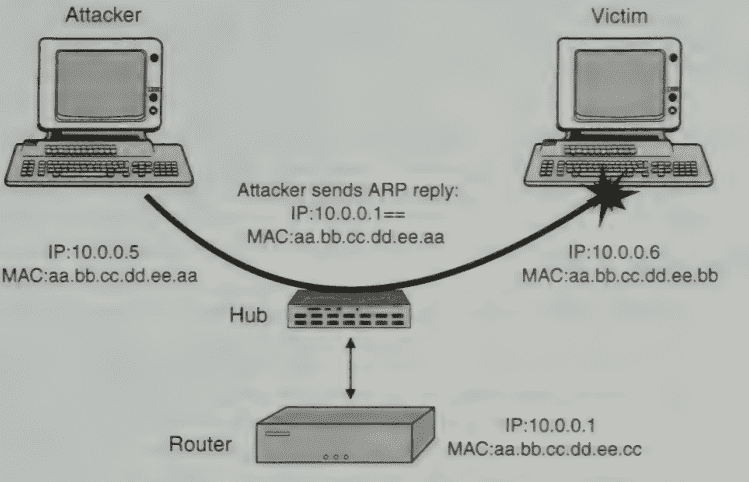 Attacker
Victim
Attacker sends ARP reply:
IP:10.0.0.1==
MAC:aa.bb.cc.dd.ee.aa
IP:10.0.0.5
MAC:aa.bb.cc.dd.ee.aa
IP:10.0.0.6
MAC:aa.bb.cc.dd.ee.bb
Hub
Router
IP:10.0.0.1
MAC:aa.bb.cc.dd.ee.cc